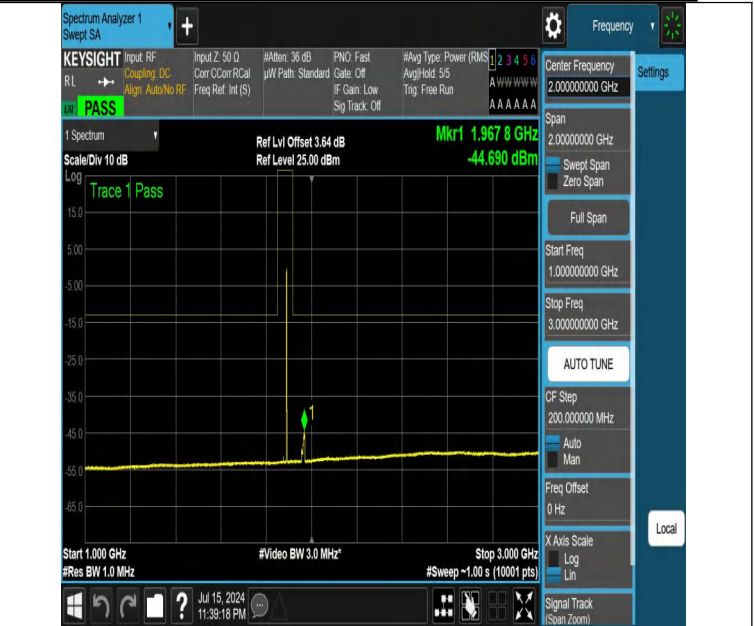 Spectrum Analyzer 1
Swept SA
+
Frequency
KEYSIGHT
RL
PASS
Input: RF
Coupling: DC
Align: Auto/No RF
Input Z: 50 Ω
Corr CCorr RCal
Freq Ref: Int (S)
#Atten: 36 dB
µW Path: Standard
PNO: Fast
Gate: Off
IF Gain: Low
Sig Track: Off
#Avg Type: Power (RMS
Avg|Hold: 5/5
Trig: Free Run
1 2 3 4 5 6
A W W W W W
A A A A A A
1 Spectrum
Scale/Div 10 dB
Ref Lvl Offset 3.64 dB
Ref Level 25.00 dBm
Mkr1 1.967 8 GHz
-44.690 dBm
Log
Trace 1 Pass
15.0
5.00
-5.00
-15.0
-25.0
-35.0
-45.0
-55.0
-65.0
1
Start 1.000 GHz
#Res BW 1.0 MHz
#Video BW 3.0 MHz*
Stop 3.000 GHz
#Sweep ~1.00 s (10001 pts)
?
Jul 15, 2024
11:39:18 PM
Center Frequency
2.000000000 GHz
Settings
Span
2.00000000 GHz
Swept Span
Zero Span
Full Span
Start Freq
1.000000000 GHz
Stop Freq
3.000000000 GHz
AUTO TUNE
CF Step
200.000000 MHz
Auto
Man
Freq Offset
0 Hz
X Axis Scale
Log
Lin
Local
Signal Track
(Span Zoom)